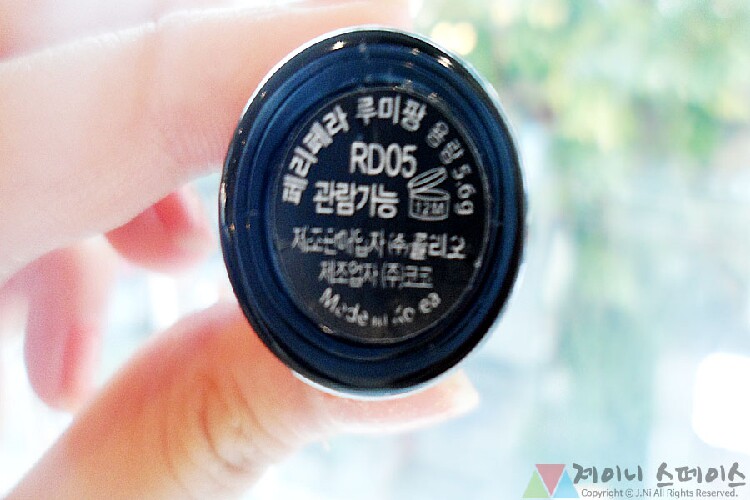 페리페라 루미팡 용량 5.6g
RD05
관람가능
12M
제조판매업자 (주)클리오
제조업자 (주)코코
Made in Korea
제이니 스페이스
Copyright ⓒ J.Ni All Rights Reserved.